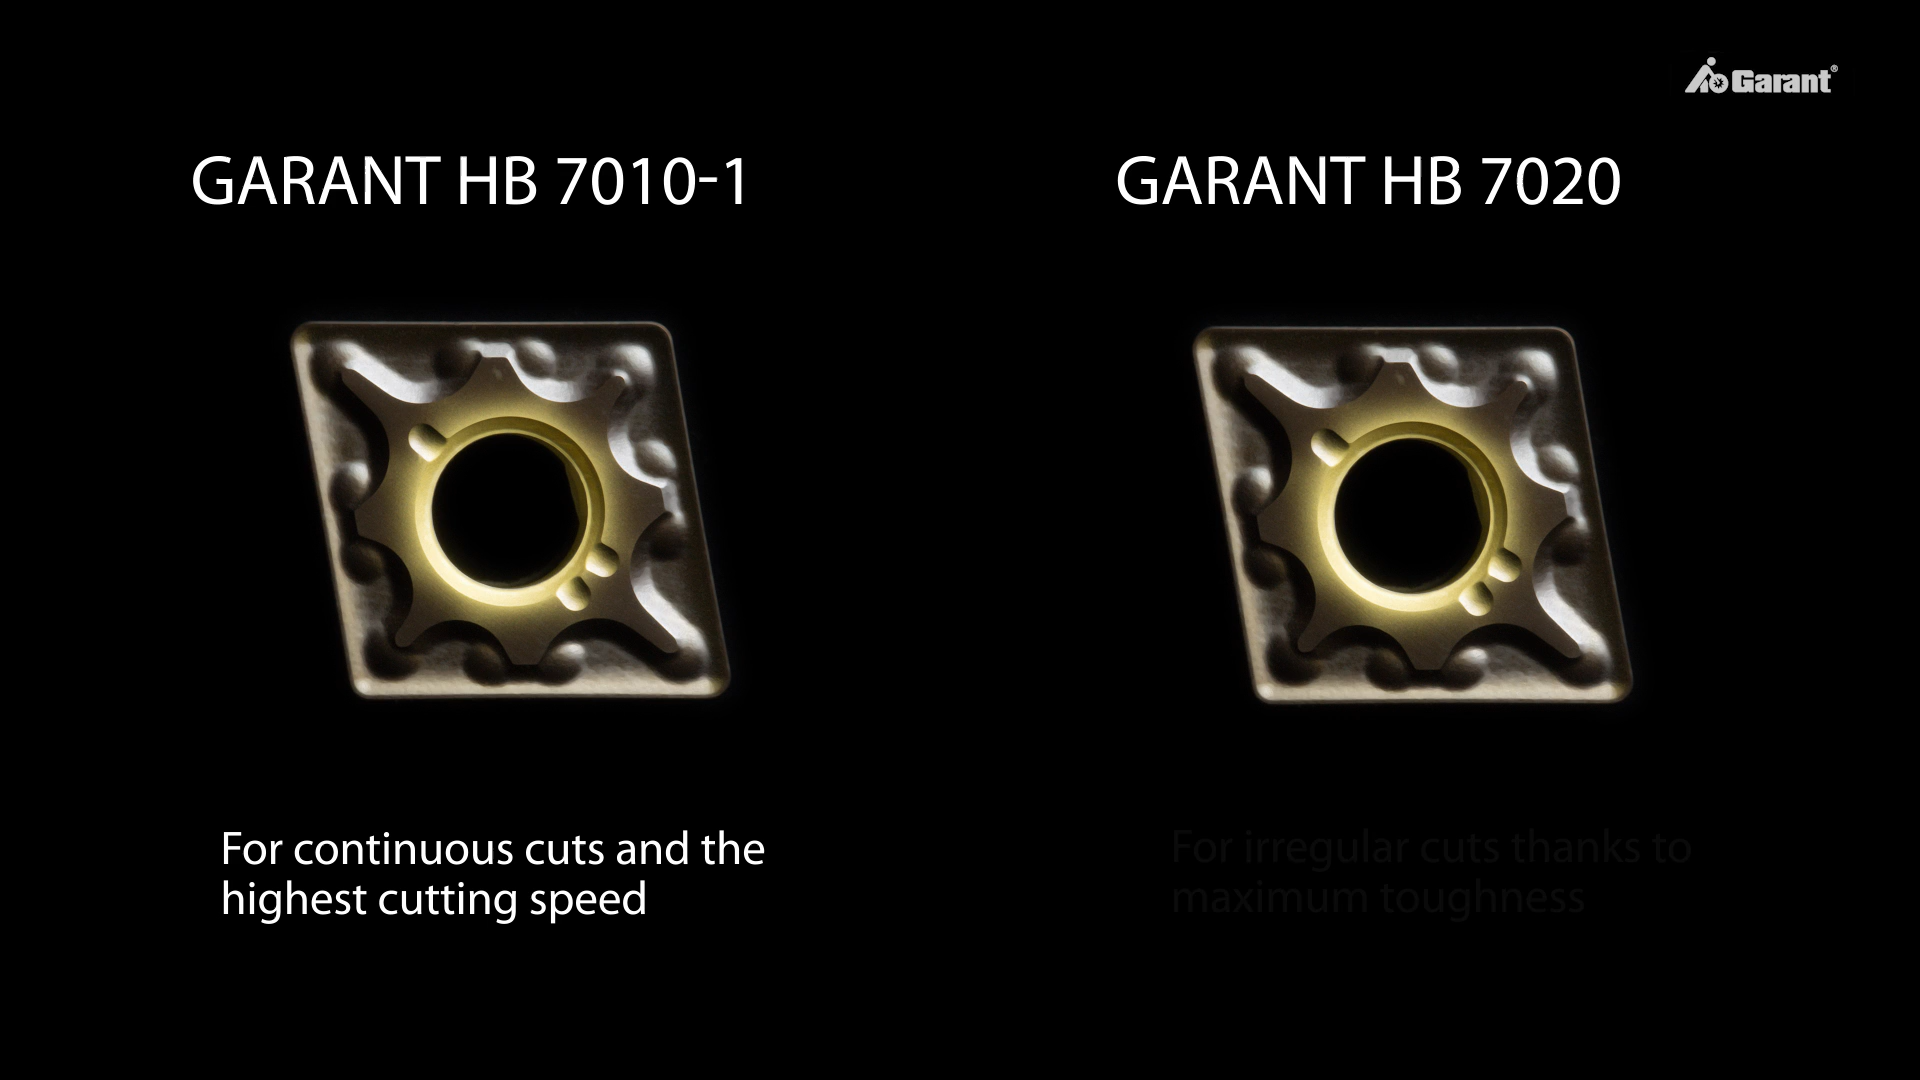 Garant®
GARANT HB 7010-1
GARANT HB 7020
For continuous cuts and the
highest cutting speed
For irregular cuts thanks to
maximum toughness